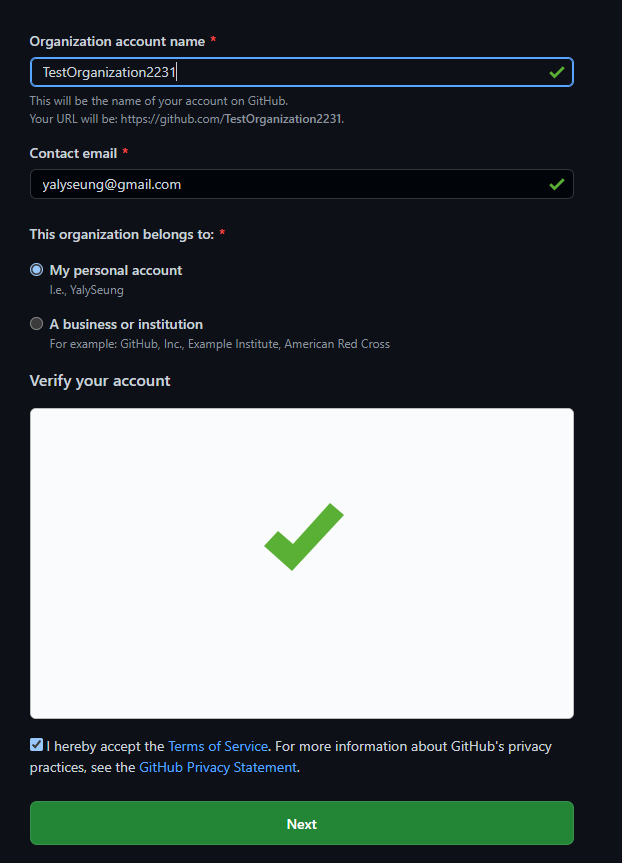 Organization account name *
TestOrganization2231
This will be the name of your account on GitHub.
Your URL will be: https://github.com/TestOrganization2231.
Contact email *
yalyseung@gmail.com
This organization belongs to: *
My personal account
I.e., YalySeung
A business or institution
For example: GitHub, Inc., Example Institute, American Red Cross
Verify your account
I hereby accept the Terms of Service. For more information about GitHub's privacy
practices, see the GitHub Privacy Statement.
Next